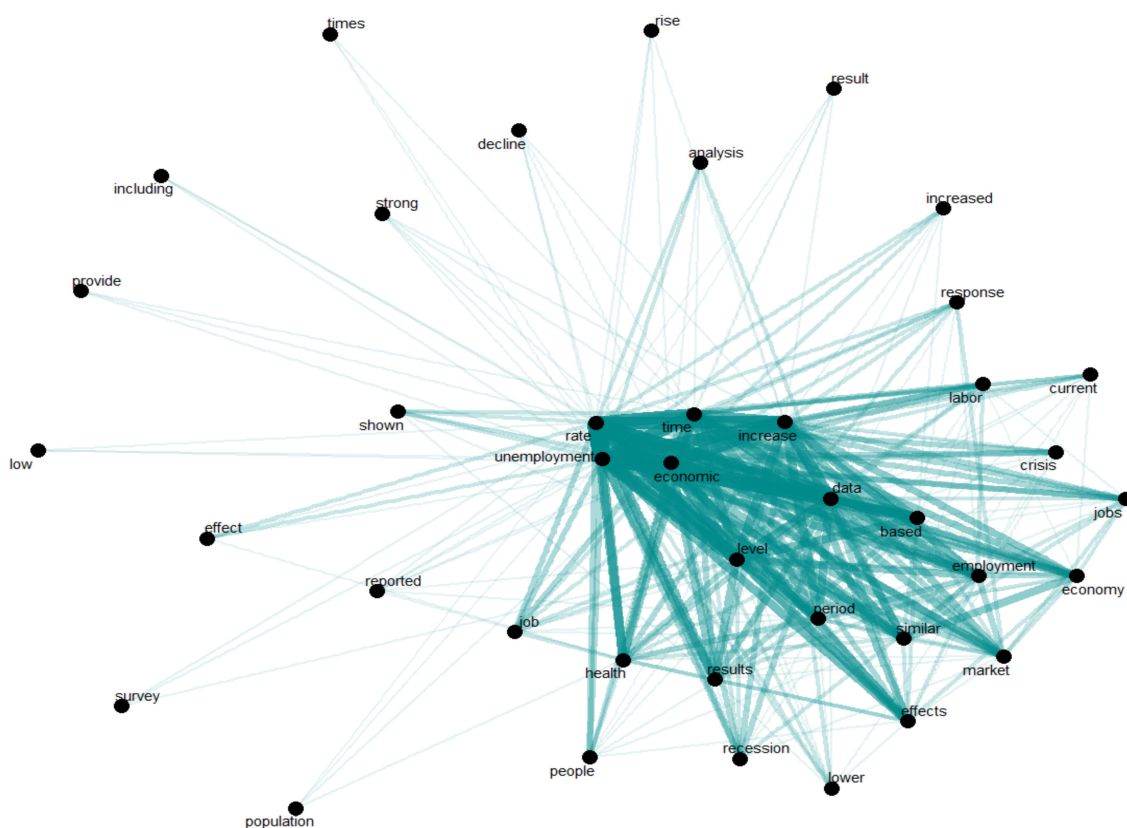 times
rise
result
decline
analysis
including
strong
increased
provide
response
labor
current
shown
rate
time
increase
low
unemployment
economic
crisis
data
jobs
based
effect
level
employment
economy
reported
period
job
similar
health
results
market
survey
effects
recession
people
lower
population